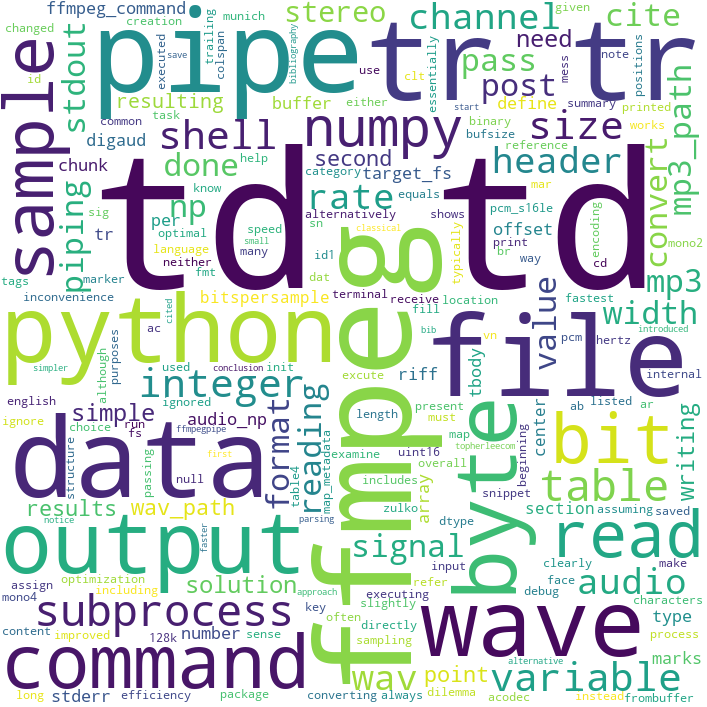 ffmpeg_command creation munich stereo channel need cite
changed trailing executed colspan save bibliography use given
id printed either clt mess note positions
sample stdout pipe tr tr pass post
resulting buffer define category summary
common task essentially binary bufsize works
shell numpy size reference mp3_path
digaud chunk done help second target_fs header convert
piping sig np know per rate alternatively equals shows pcm_s16le offset mar print encoding mono2
optimal speed language classical sn typically br way cd
tr tags marker neither small many id1 td td
inconvenience fmt bitspersample dat terminal receive location fastest mp3
fill value width
python cited ffmpeg file introduced
simpler although purposes ac init excute riff vn bib tbody pcm hertz internal
integer used conclusion run
english simple ignored length present must ab listed ar
ignore audio_np fs choice ffmpegpipe format reading examine map uint16 beginning center
data structure passing null first table4 map_metadata includes topherleecom overall byte bit
results wav_path zulko array dtype snippet table writing
notice parsing faster section assuming saved
output signal clearly read
mono4 assign optimization including solution approach input refer face make
subprocess executing slightly debug audio characters
content improved key often directly type process
number 128k sense sampling wave variable marks
command start wav point
long stderr efficiency package converting always dilemma acodec alternative instead frombuffer